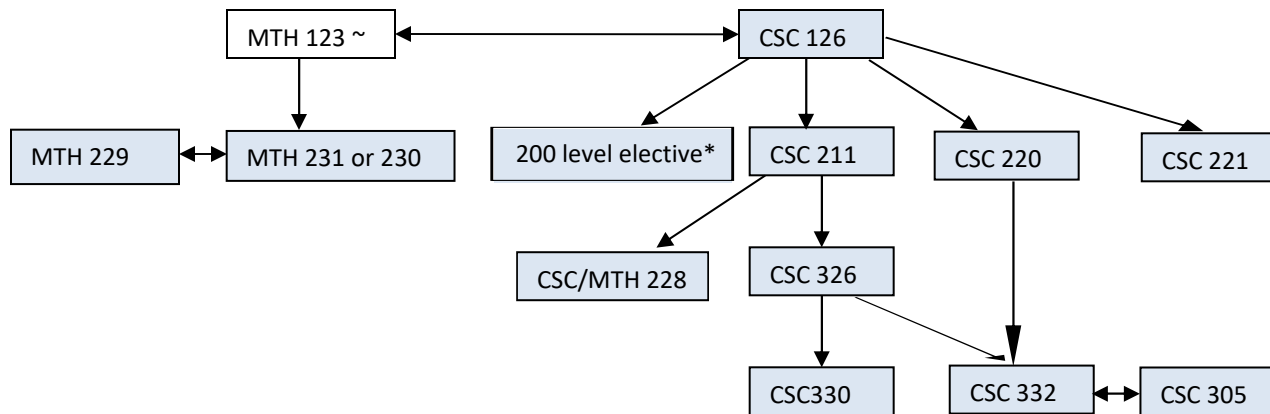 MTH 123 ~
CSC 126
MTH 229
MTH 231 or 230
200 level elective*
CSC 211
CSC 220
CSC 221
CSC/MTH 228
CSC 326
CSC330
CSC 332
CSC 305